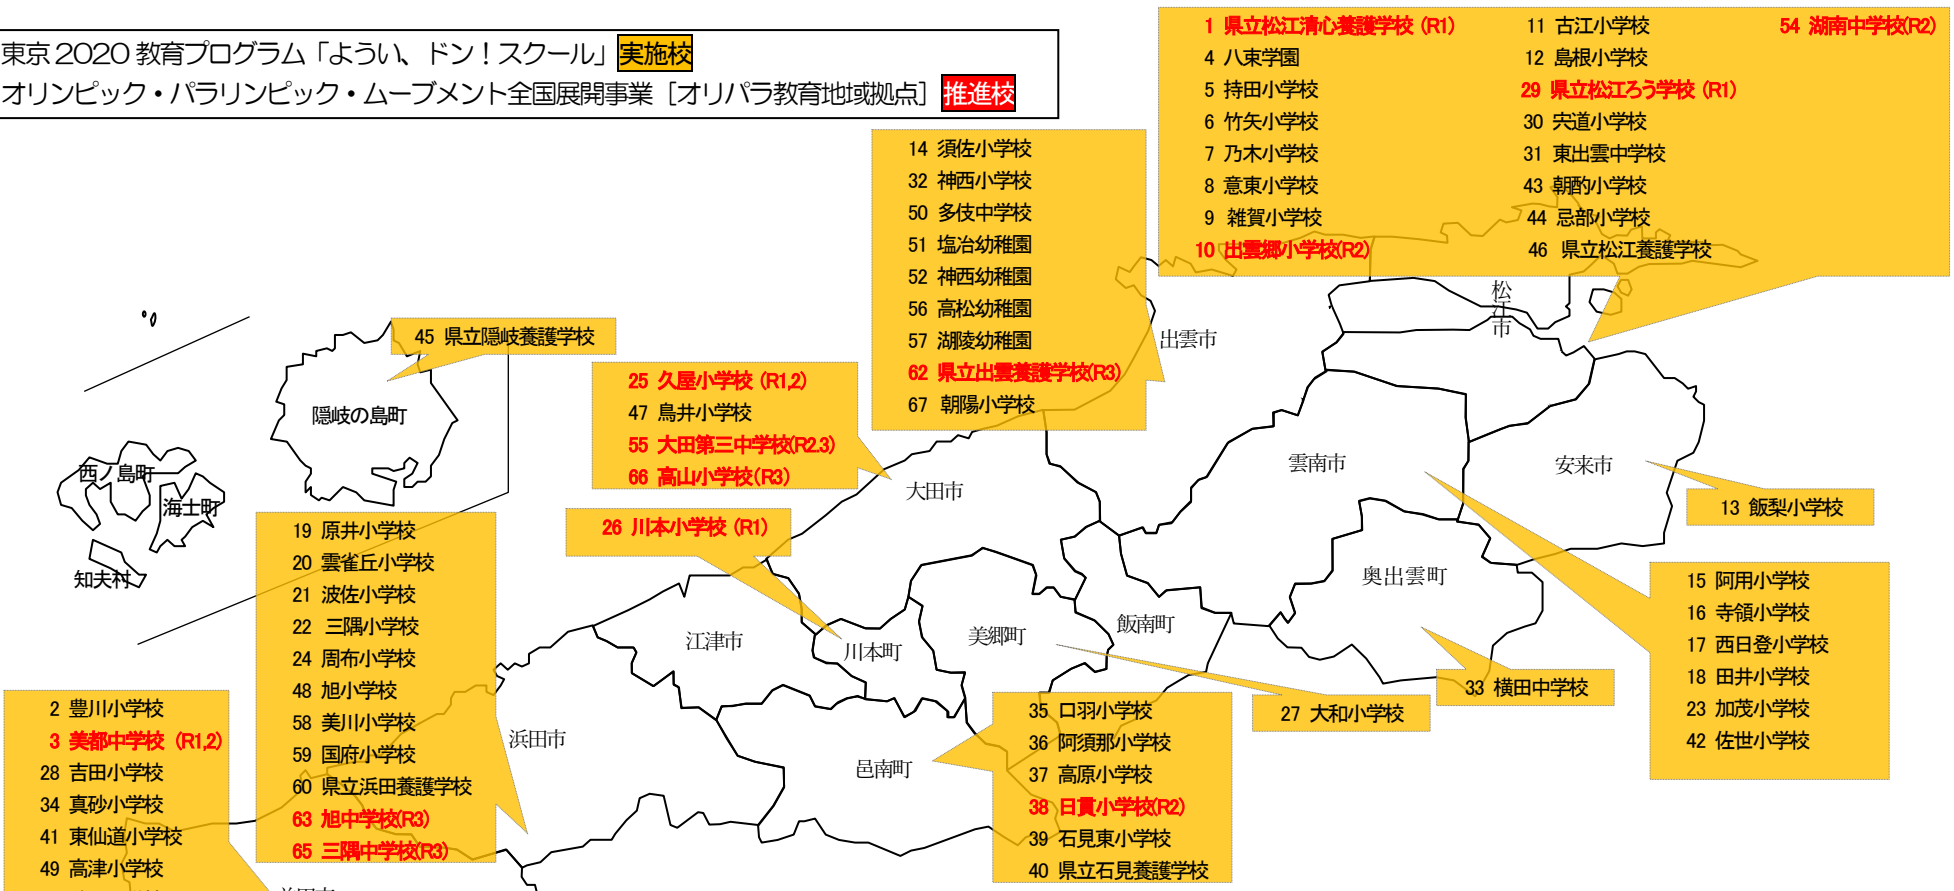 東京2020教育プログラム「ようい、ドン！スクール」実施校
オリンピック・パラリンピック・ムーブメント全国展開事業［オリパラ教育地域拠点］推進校
1 県立松江清心養護学校（R1）
4 八束学園
5 持田小学校
6 竹矢小学校
7 乃木小学校
8 意東小学校
9 雑賀小学校
10 出雲郷小学校(R2)
11 古江小学校
12 島根小学校
29 県立松江ろう学校（R1）
30 宍道小学校
31 東出雲中学校
43 朝酌小学校
44 忌部小学校
46 県立松江養護学校
54 湖南中学校(R2)
14 須佐小学校
32 神西小学校
50 多伎中学校
51 塩冶幼稚園
52 神西幼稚園
56 高松幼稚園
57 湖陵幼稚園
62 県立出雲養護学校(R3)
67 朝陽小学校
松江市
出雲市
45 県立隠岐養護学校
隠岐の島町
西ノ島町
海士町
知夫村
25 久屋小学校（R1,2）
47 鳥井小学校
55 大田第三中学校(R2.3)
66 高山小学校(R3)
大田市
雲南市
安来市
13 飯梨小学校
26 川本小学校（R1）
19 原井小学校
20 雲雀丘小学校
21 波佐小学校
22 三隅小学校
24 周布小学校
48 旭小学校
58 美川小学校
59 国府小学校
60 県立浜田養護学校
63 旭中学校(R3)
65 三隅中学校(R3)
奥出雲町
飯南町
美郷町
川本町
江津市
15 阿用小学校
16 寺領小学校
17 西日登小学校
18 田井小学校
23 加茂小学校
42 佐世小学校
33 横田中学校
27 大和小学校
浜田市
邑南町
35 口羽小学校
36 阿須那小学校
37 高原小学校
38 日貫小学校(R2)
39 石見東小学校
40 県立石見養護学校
2 豊川小学校
3 美都中学校（R1,2）
28 吉田小学校
34 真砂小学校
41 東仙道小学校
49 高津小学校